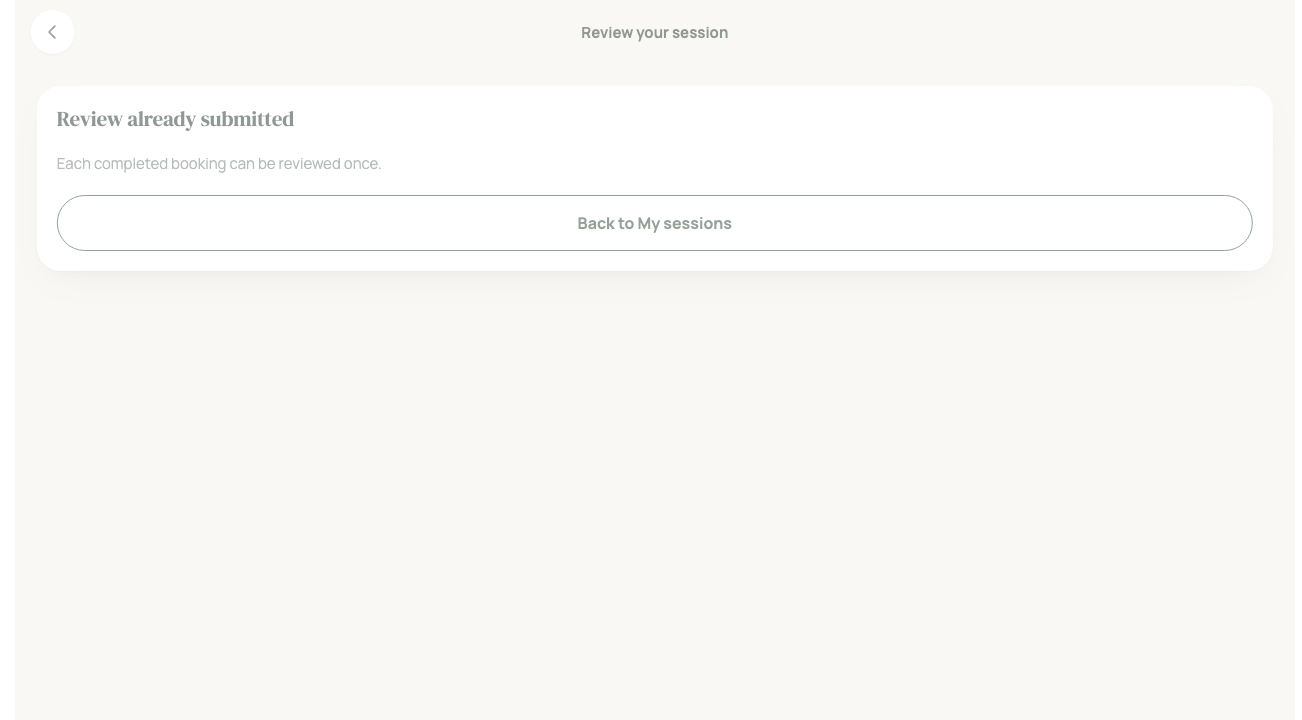 Review your session
Review already submitted
Each completed booking can be reviewed once.
Back to My sessions